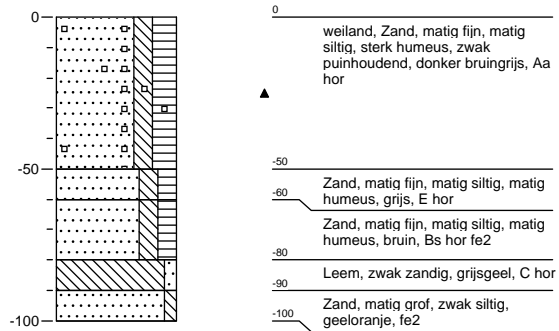 0
-50
-100
0
weiland, Zand, matig fijn, matig
siltig, sterk humeus, zwak
puinhoudend, donker bruingrijs, Aa
hor
-50
Zand, matig fijn, matig siltig, matig
humeus, grijs, E hor
-60
Zand, matig fijn, matig siltig, matig
humeus, bruin, Bs hor fe2
-80
Leem, zwak zandig, grijsgeel, C hor
-90
Zand, matig grof, zwak siltig,
geeloranje, fe2
-100